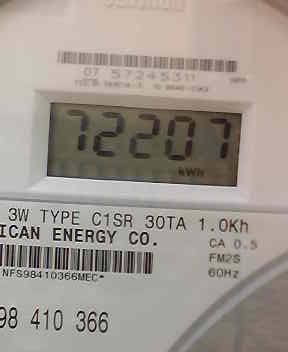 07 57245311
72207
kWh
3W TYPE C1SR 30TA 1.0Kh
ICAN ENERGY CO.
CA 0.5
FM2S
60Hz
NFS98410366MEC*
98 410 366